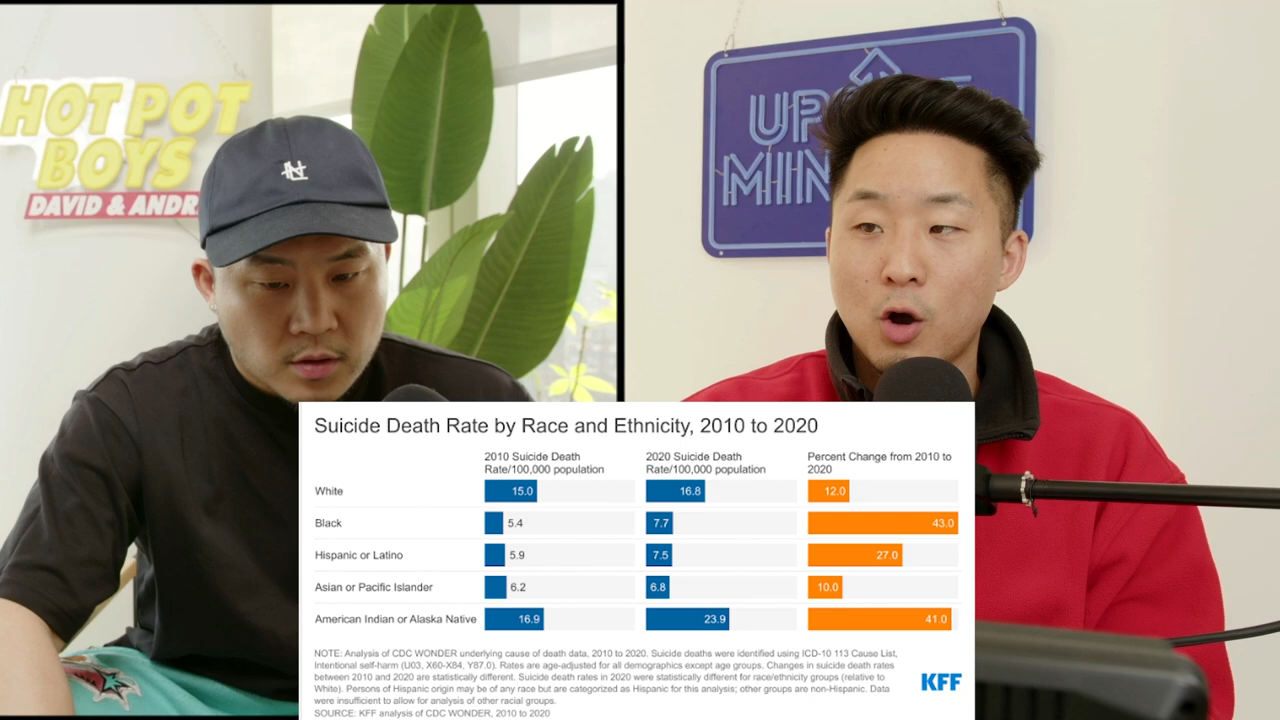 HOT POT
BOYS
DAVID & ANDR
UP
MIN
N
Suicide Death Rate by Race and Ethnicity, 2010 to 2020
2010 Suicide Death Rate/100,000 population
2020 Suicide Death Rate/100,000 population
Percent Change from 2010 to 2020
White 15.0 16.8 12.0
Black 5.4 7.7 43.0
Hispanic or Latino 5.9 7.5 27.0
Asian or Pacific Islander 6.2 6.8 10.0
American Indian or Alaska Native 16.9 23.9 41.0
NOTE: Analysis of CDC WONDER underlying cause of death data, 2010 to 2020. Suicide deaths were identified using ICD-10 113 Cause List,
Intentional self-harm (U03, X60-X84, Y87.0). Rates are age-adjusted for all demographics except age groups. Changes in suicide death rates
between 2010 and 2020 are statistically different. Suicide death rates in 2020 were statistically different for race/ethnicity groups (relative to
White). Persons of Hispanic origin may be of any race but are categorized as Hispanic for this analysis; other groups are non-Hispanic. Data
were insufficient to allow for analysis of other racial groups.
SOURCE: KFF analysis of CDC WONDER, 2010 to 2020
KFF